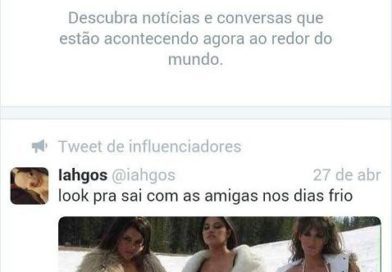 Descubra notícias e conversas que
estão acontecendo agora ao redor do
mundo.
Tweet de influenciadores
Iahgos @iahgos 27 de abr
look pra sai com as amigas nos dias frio